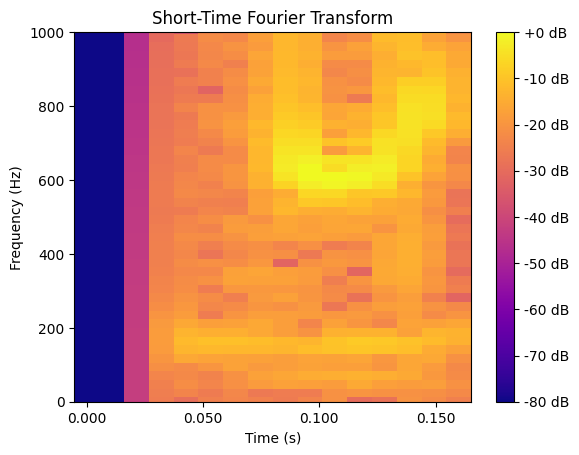 Short-Time Fourier Transform
1000
800
600
400
200
0
Frequency (Hz)
0.000
0.050
0.100
0.150
Time (s)
+0 dB
-10 dB
-20 dB
-30 dB
-40 dB
-50 dB
-60 dB
-70 dB
-80 dB